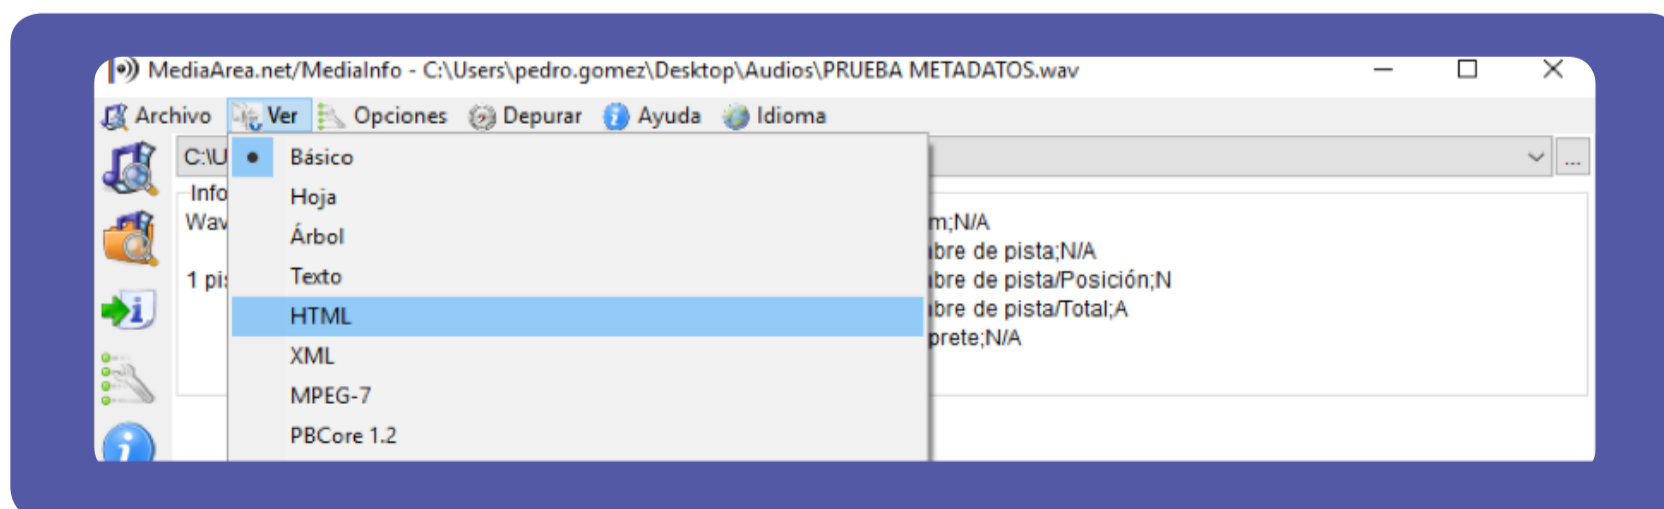 MediaArea.net/MediaInfo - C:\Users\pedro.gomez\Desktop\Audios\PRUEBA METADATOS.wav
Archivo Ver Opciones Depurar Ayuda Idioma
C:\U
...
Básico
Info
Hoja
Wav
m;N/A
Árbol
bre de pista;N/A
1 pis
Texto
bre de pista/Posición;N
HTML
bre de pista/Total;A
prete;N/A
XML
MPEG-7
PBCore 1.2